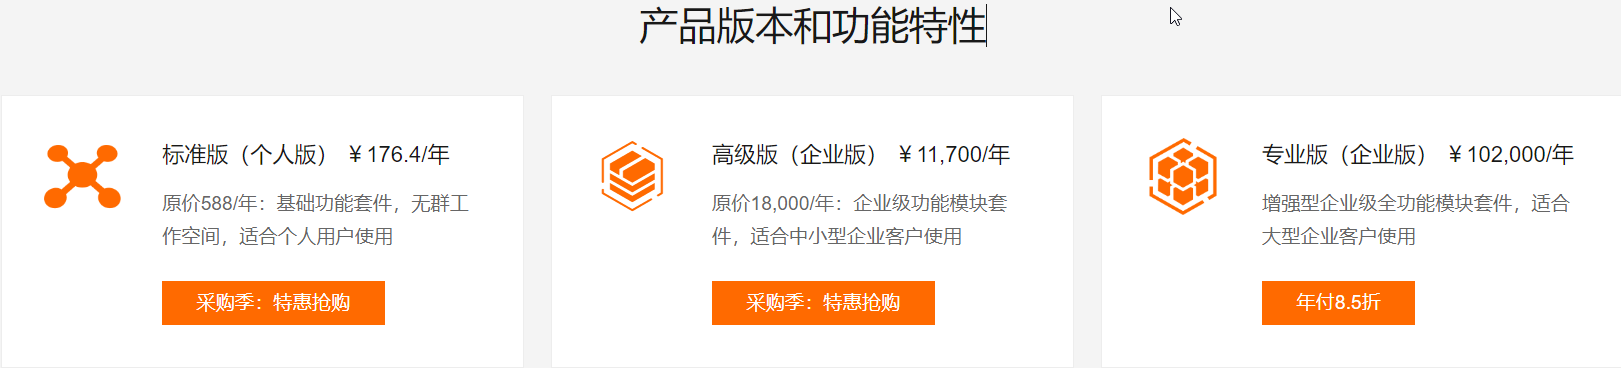 产品版本和功能特性
标准版（个人版） ￥176.4/年
原价588/年：基础功能套件，无群工
作空间，适合个人用户使用
采购季：特惠抢购
高级版（企业版） ￥11,700/年
原价18,000/年：企业级功能模块套
件，适合中小型企业客户使用
采购季：特惠抢购
专业版（企业版） ￥102,000/年
增强型企业级全功能模块套件，适合
大型企业客户使用
年付8.5折